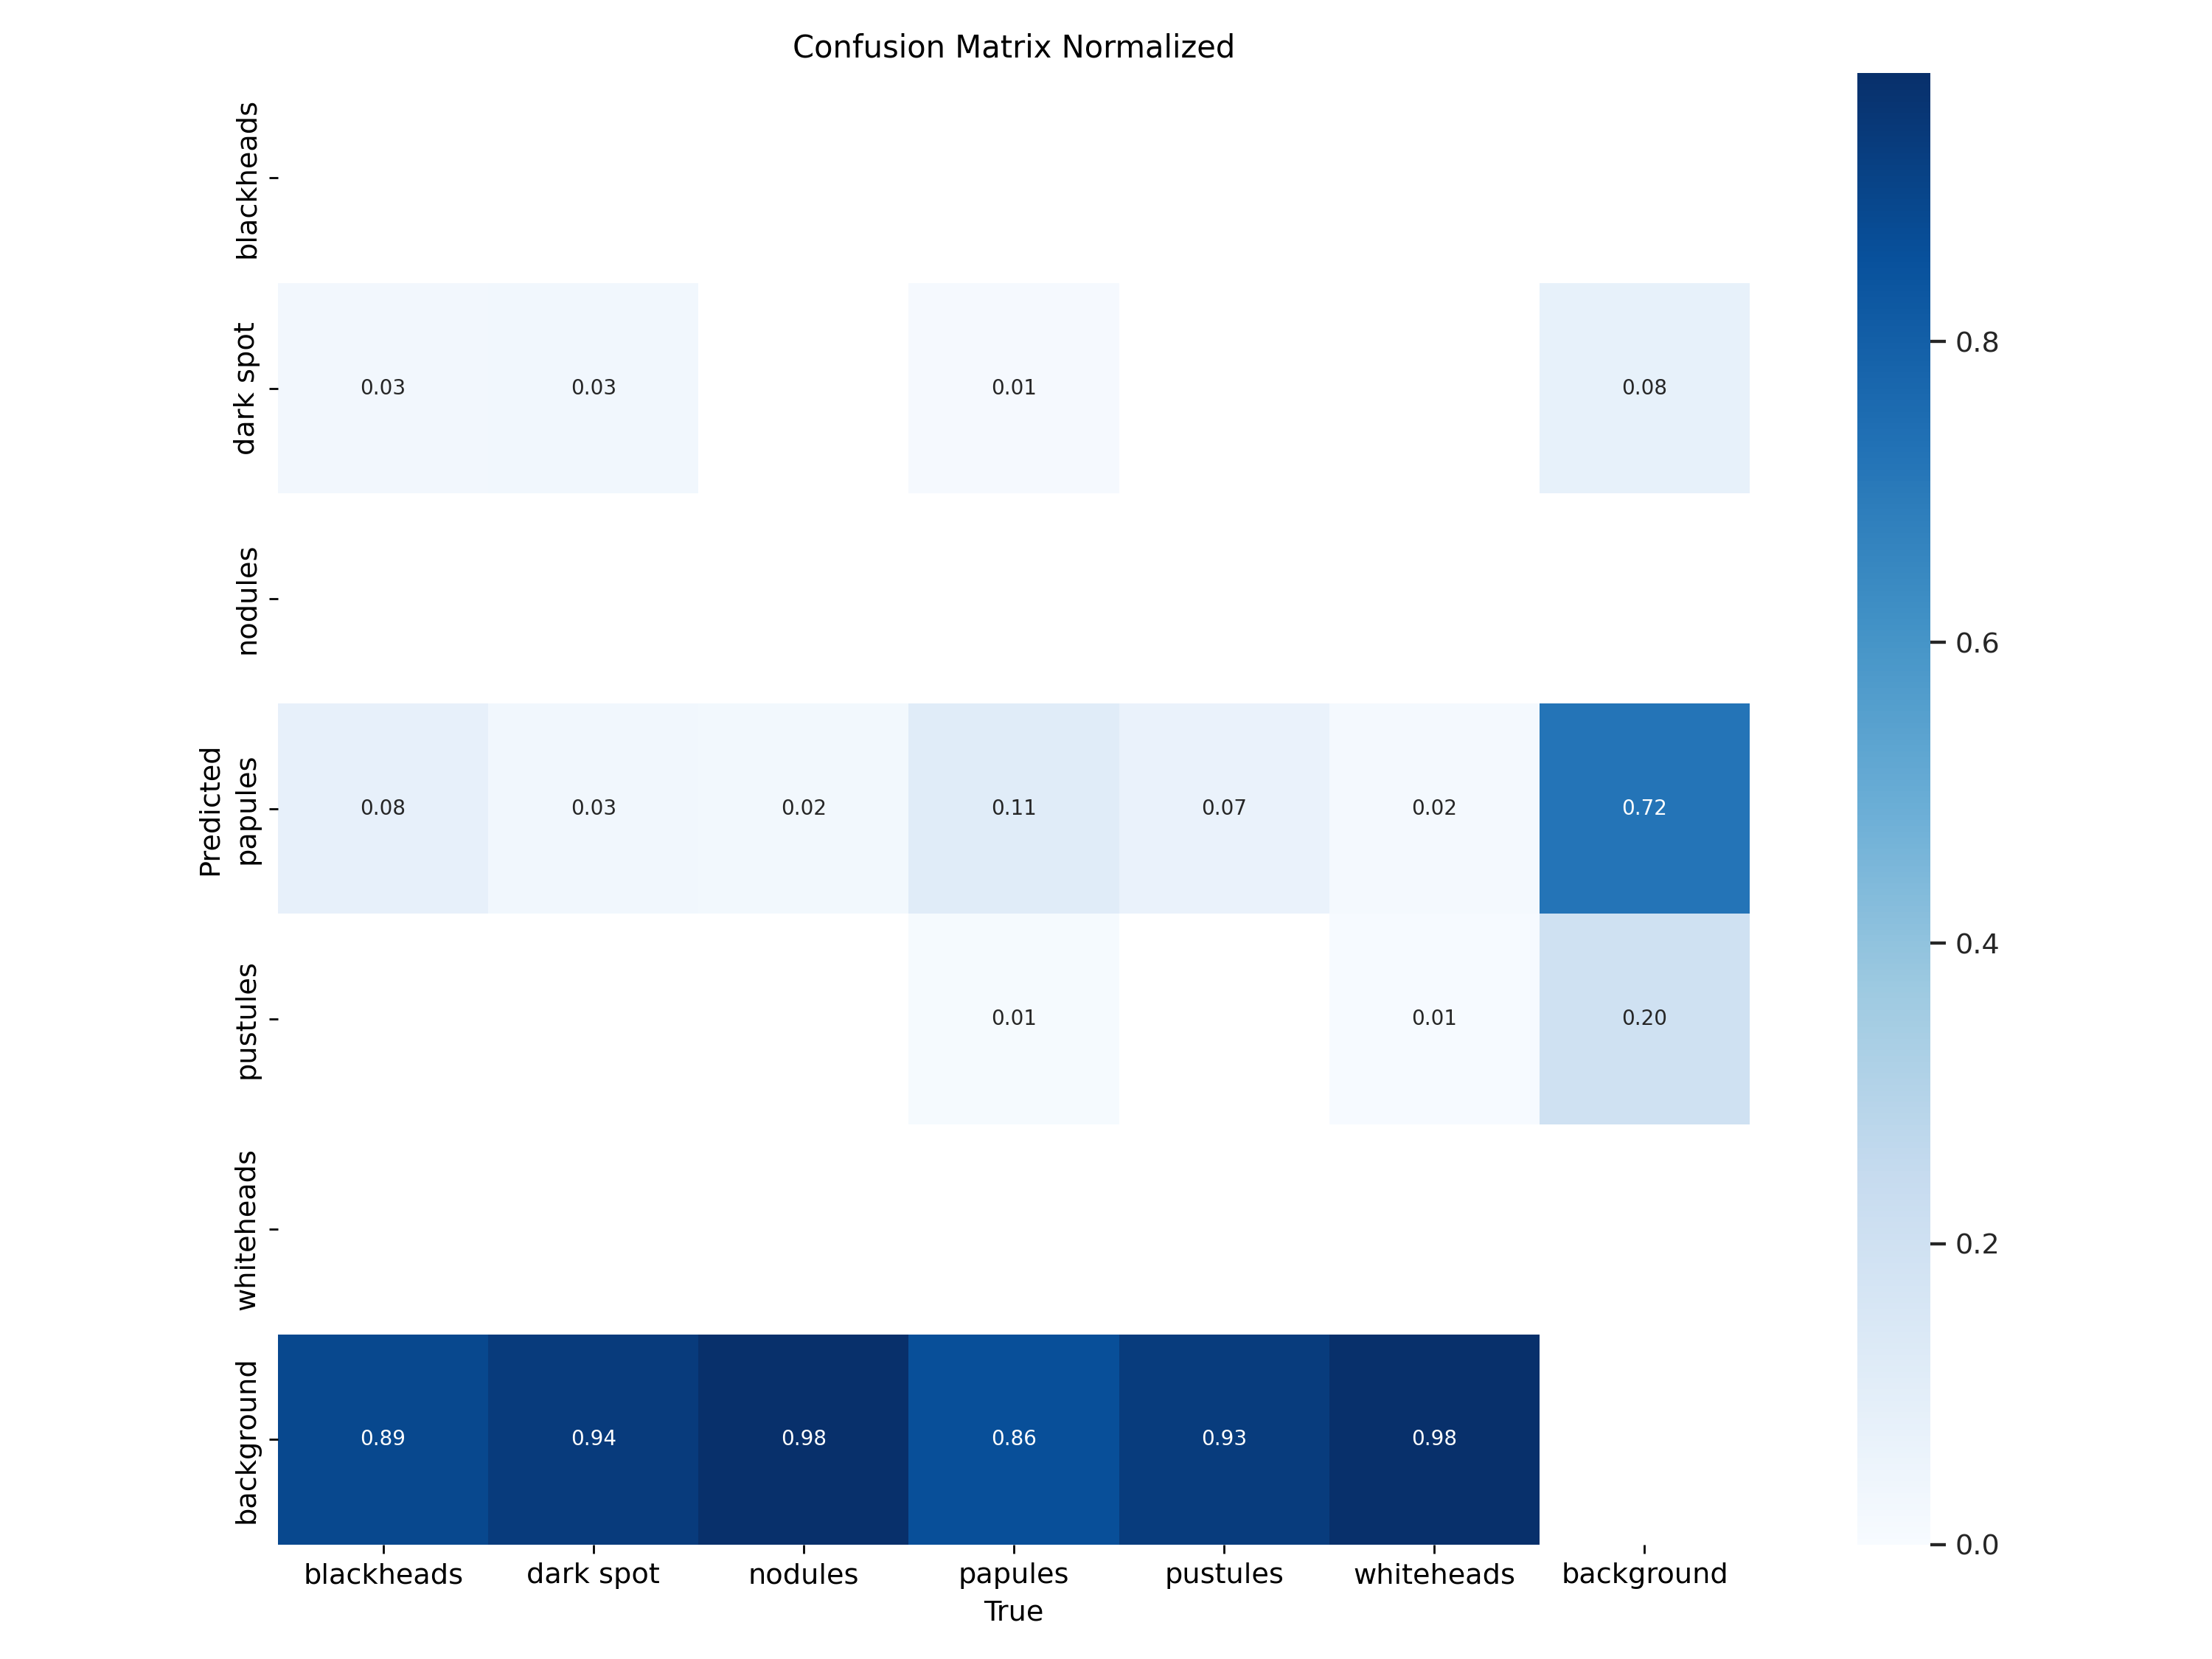 Confusion Matrix Normalized
blackheads
dark spot
nodules
papules
pustules
whiteheads
background
Predicted
0.03 0.03 0.01 0.08
0.08 0.03 0.02 0.11 0.07 0.02 0.72
0.01 0.01 0.20
0.89 0.94 0.98 0.86 0.93 0.98
blackheads dark spot nodules papules pustules whiteheads background
True
0.8
0.6
0.4
0.2
0.0